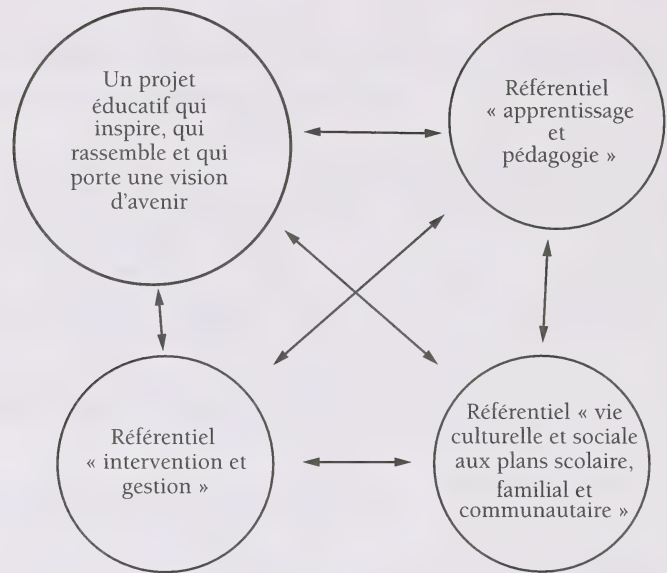 Un projet
éducatif qui
inspire, qui
rassemble et qui
porte une vision
d'avenir
Référentiel
« apprentissage
et
pédagogie »
Référentiel
« intervention et
gestion »
Référentiel « vie
culturelle et sociale
aux plans scolaire,
familial et
communautaire »